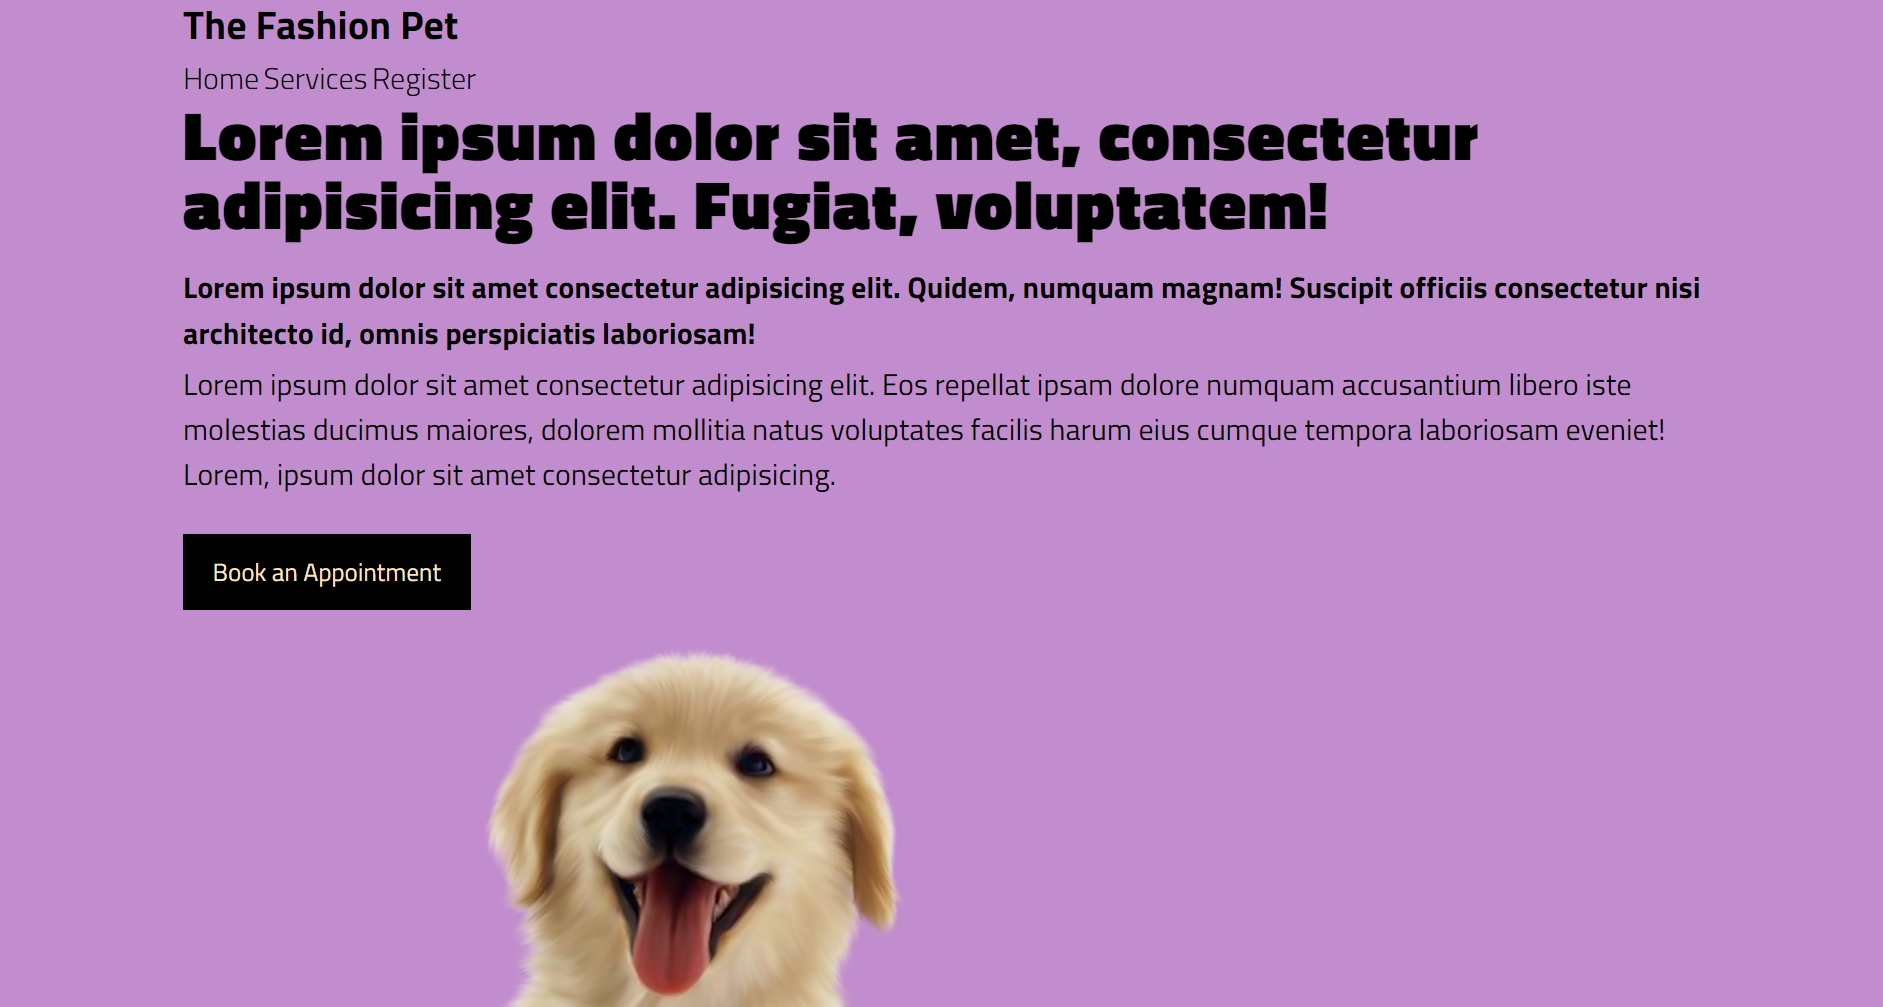 The Fashion Pet
Home Services Register
Lorem ipsum dolor sit amet, consectetur
adipisicing elit. Fugiat, voluptatem!
Lorem ipsum dolor sit amet consectetur adipisicing elit. Quidem, numquam magnam! Suscipit officiis consectetur nisi
architecto id, omnis perspiciatis laboriosam!
Lorem ipsum dolor sit amet consectetur adipisicing elit. Eos repellat ipsam dolore numquam accusantium libero iste
molestias ducimus maiores, dolorem mollitia natus voluptates facilis harum eius cumque tempora laboriosam eveniet!
Lorem, ipsum dolor sit amet consectetur adipisicing.
Book an Appointment